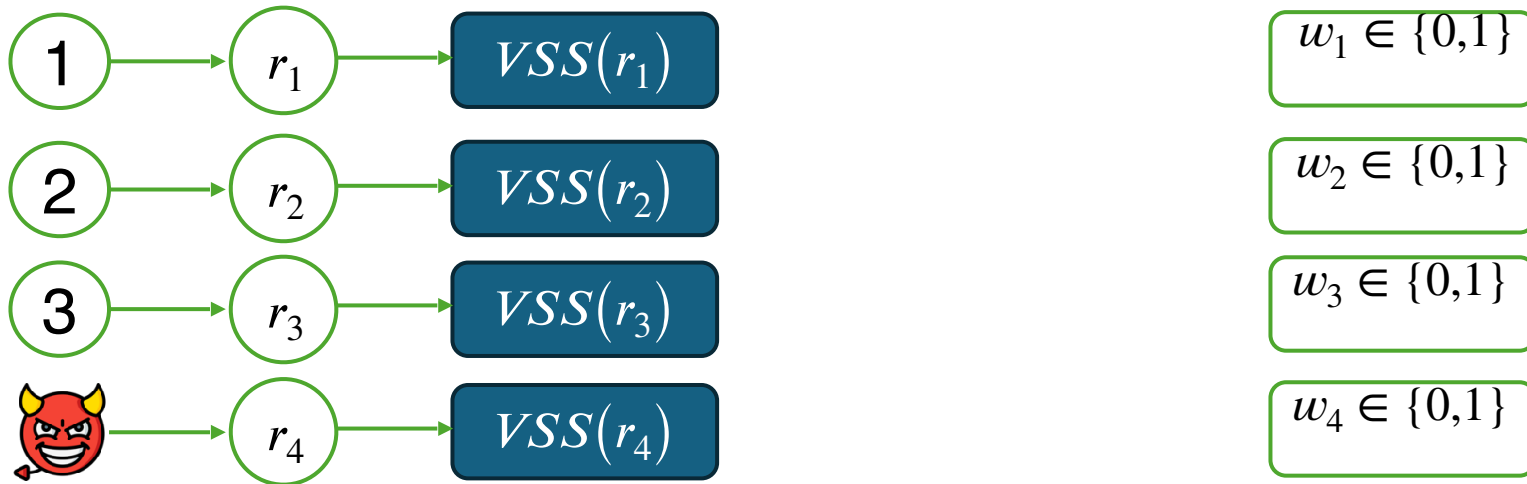 1 r₁ VSS(r₁) w₁ ∈ {0,1}
2 r₂ VSS(r₂) w₂ ∈ {0,1}
3 r₃ VSS(r₃) w₃ ∈ {0,1}
r₄ VSS(r₄) w₄ ∈ {0,1}